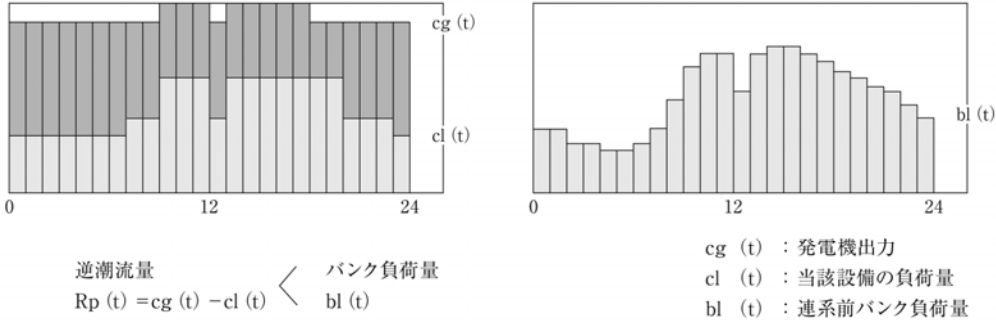 cg (t)
cl (t)
0 12 24
bl (t)
0 12 24
逆潮流量 バンク負荷量
Rp (t) =cg (t) −cl (t) < bl (t)
cg (t) : 発電機出力
cl (t) : 当該設備の負荷量
bl (t) : 連系前バンク負荷量